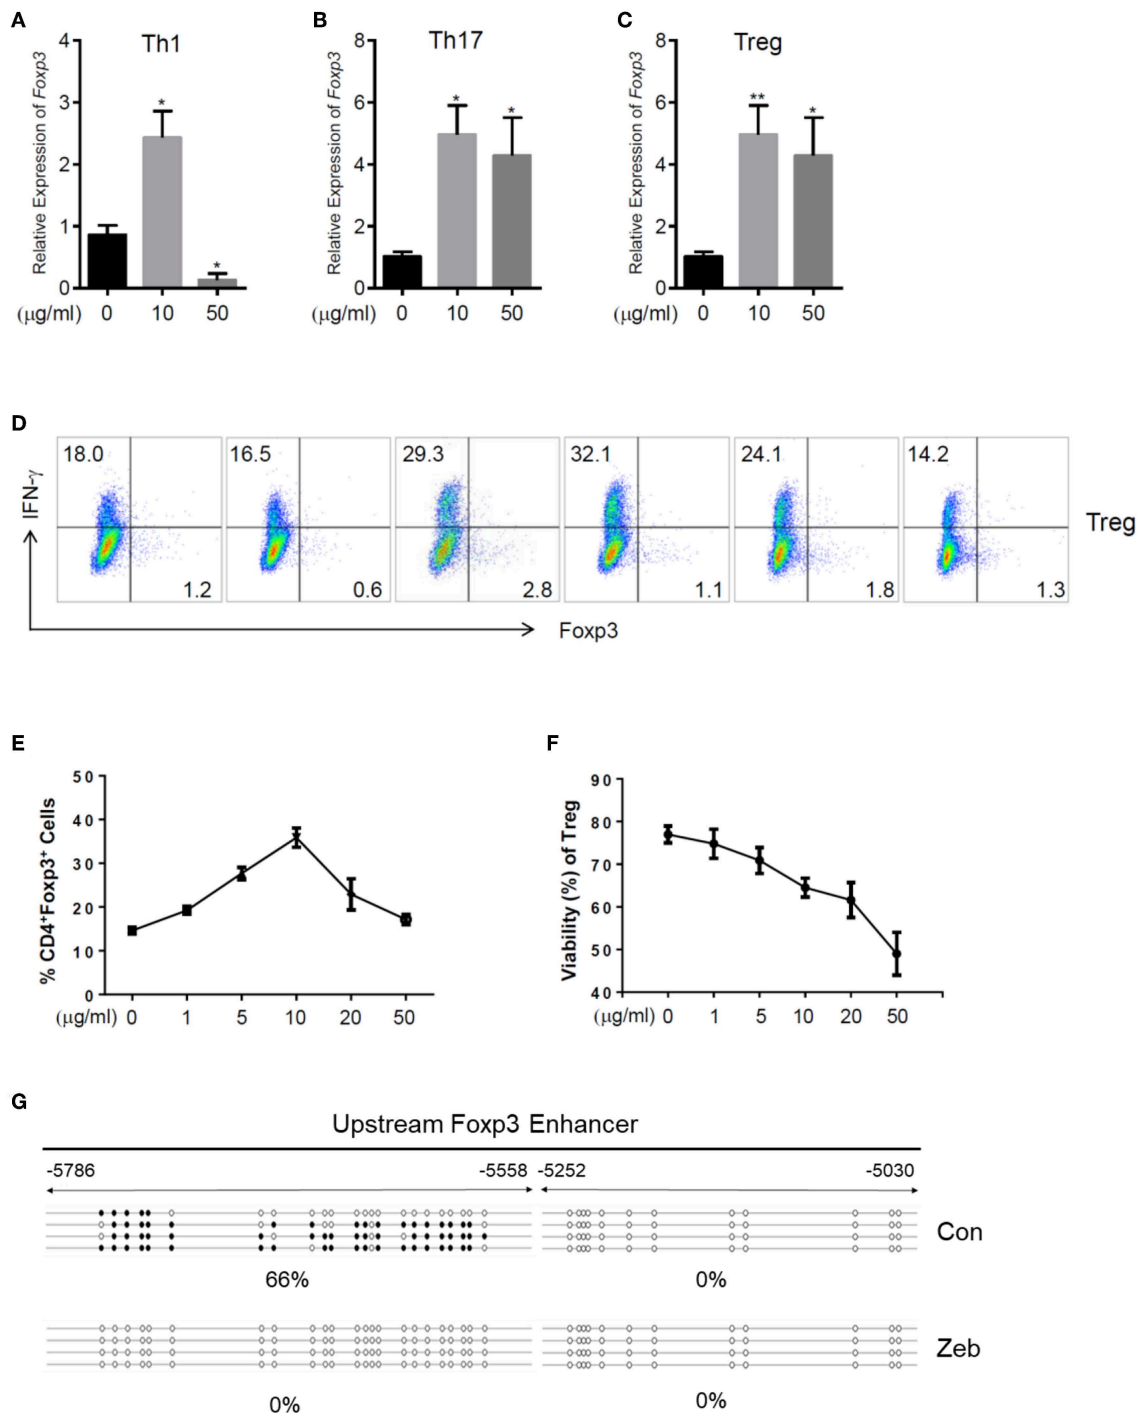 A
B
C
Th1
Th17
Treg
Relative Expression of Foxp3
4
3
2
1
0
*
*
(µg/ml) 0 10 50
Relative Expression of Foxp3
8
6
4
2
0
*
*
(µg/ml) 0 10 50
Relative Expression of Foxp3
8
6
4
2
0
**
*
(µg/ml) 0 10 50
D
IFN-γ
18.0 16.5 29.3 32.1 24.1 14.2
1.2 0.6 2.8 1.1 1.8 1.3
Treg
Foxp3
E
% CD4⁺Foxp3⁺ Cells
50
40
30
20
10
0
(µg/ml) 0 1 5 10 20 50
F
Viability (%) of Treg
90
80
70
60
50
40
(µg/ml) 0 1 5 10 20 50
G
Upstream Foxp3 Enhancer
-5786 -5558 -5252 -5030
Con
66% 0%
Zeb
0% 0%